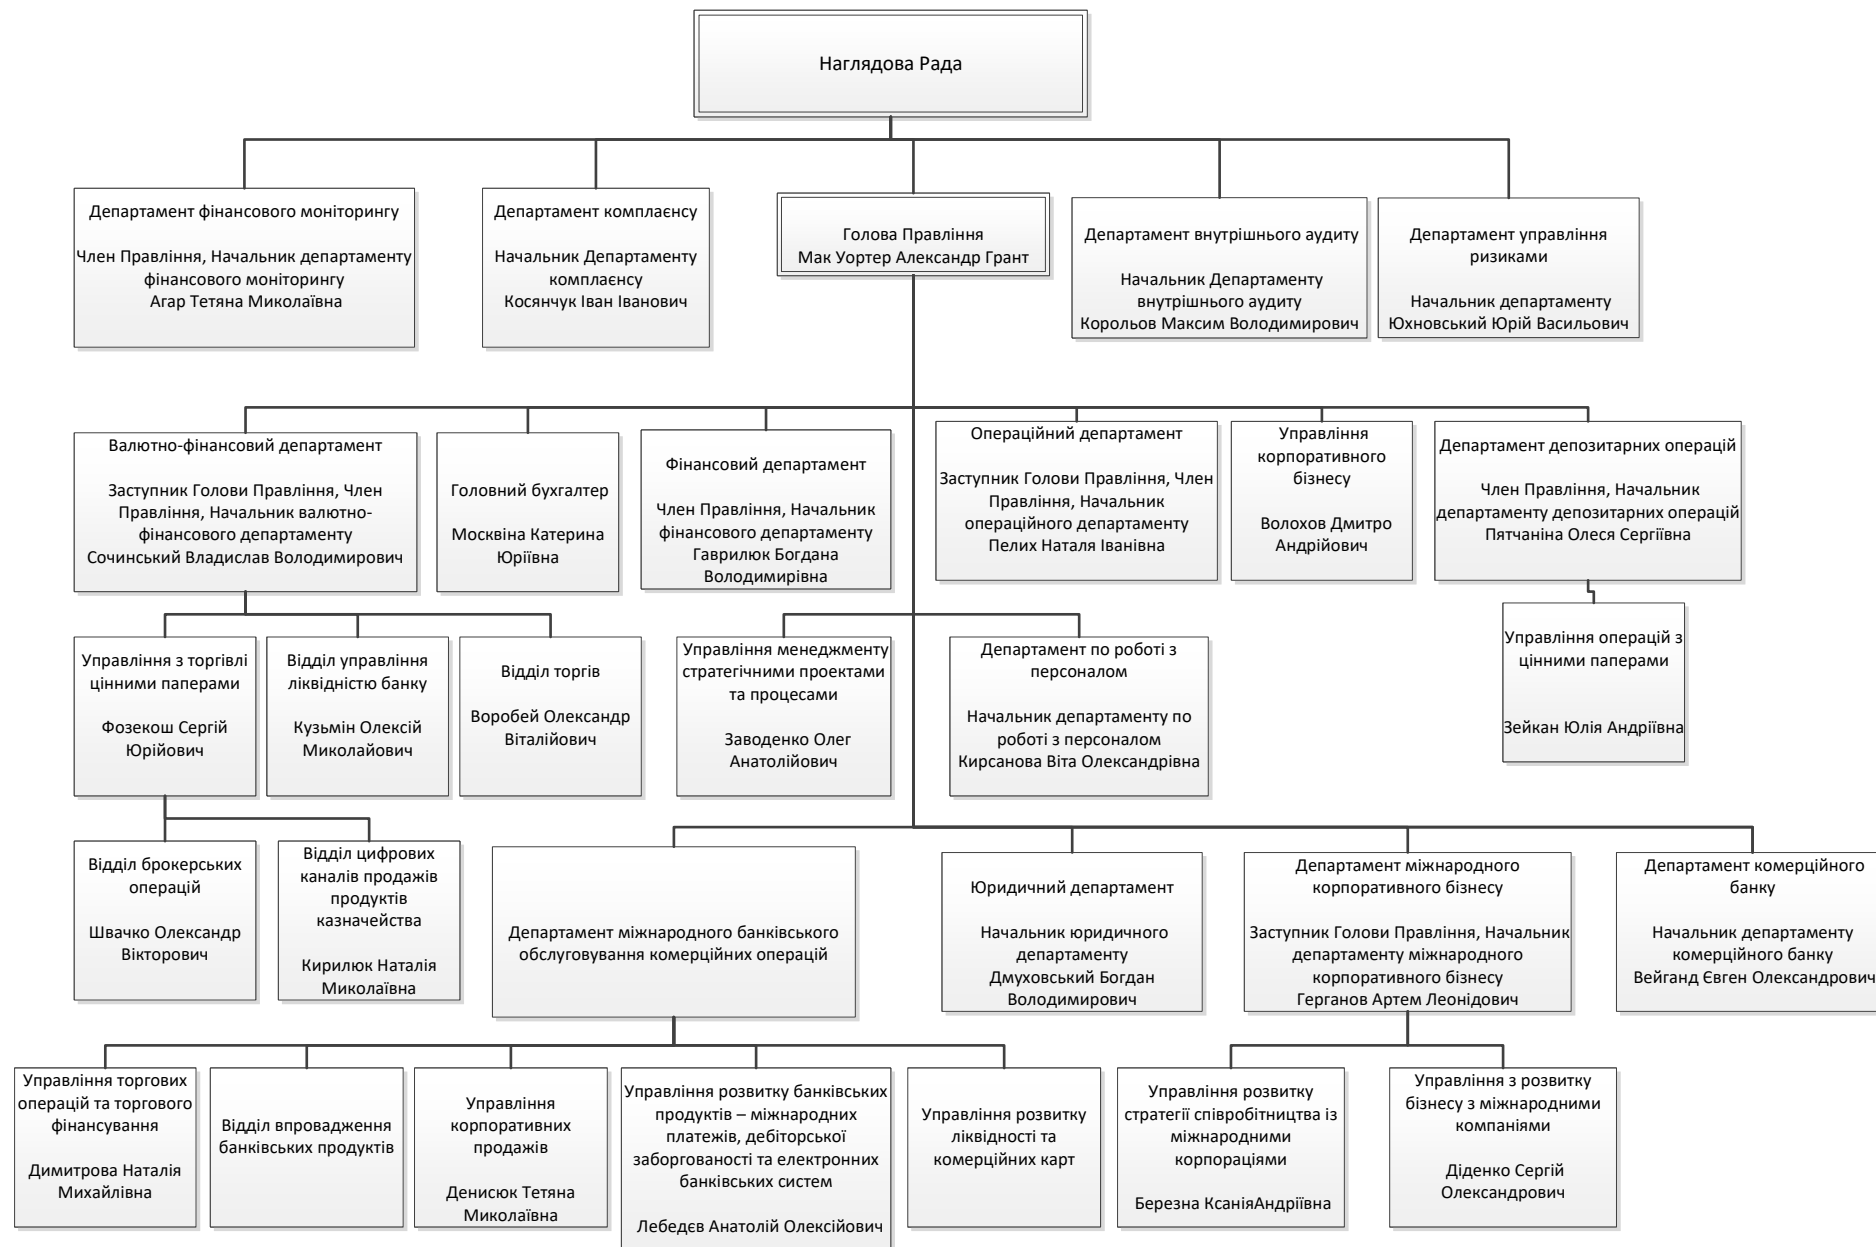 Наглядова Рада
Департамент фінансового моніторингу
Член Правління, Начальник департаменту
фінансового моніторингу
Агар Тетяна Миколаївна
Департамент комплаєнсу
Начальник Департаменту
комплаєнсу
Косянчук Іван Іванович
Голова Правління
Мак Уортер Александр Грант
Департамент внутрішнього аудиту
Начальник Департаменту
внутрішнього аудиту
Корольов Максим Володимирович
Департамент управління
ризиками
Начальник департаменту
Юхновський Юрій Васильович
Валютно-фінансовий департамент
Заступник Голови Правління, Член
Правління, Начальник валютно-
фінансового департаменту
Сочинський Владислав Володимирович
Головний бухгалтер
Москвіна Катерина
Юріївна
Фінансовий департамент
Член Правління, Начальник
фінансового департаменту
Гаврилюк Богдана
Володимирівна
Операційний департамент
Заступник Голови Правління, Член
Правління, Начальник
операційного департаменту
Пелих Наталя Іванівна
Управління
корпоративного
бізнесу
Волохов Дмитро
Андрійович
Департамент депозитарних операцій
Член Правління, Начальник
департаменту депозитарних операцій
Пятчаніна Олеся Сергіївна
Управління з торгівлі
цінними паперами
Фозекош Сергій
Юрійович
Відділ управління
ліквідністю банку
Кузьмін Олексій
Миколайович
Відділ торгів
Воробей Олександр
Віталійович
Управління менеджменту
стратегічними проектами
та процесами
Заводенко Олег
Анатолійович
Департамент по роботі з
персоналом
Начальник департаменту по
роботі з персоналом
Кирсанова Віта Олександрівна
Управління операцій з
цінними паперами
Зейкан Юлія Андріївна
Відділ брокерських
операцій
Швачко Олександр
Вікторович
Відділ цифрових
каналів продажів
продуктів
казначейства
Кирилюк Наталія
Миколаївна
Департамент міжнародного банківського
обслуговування комерційних операцій
Юридичний департамент
Начальник юридичного
департаменту
Дмуховський Богдан
Володимирович
Департамент міжнародного
корпоративного бізнесу
Заступник Голови Правління, Начальник
департаменту міжнародного
корпоративного бізнесу
Герганов Артем Леонідович
Департамент комерційного
банку
Начальник департаменту
комерційного банку
Вейганд Євген Олександрович
Управління торгових
операцій та торгового
фінансування
Димитрова Наталія
Михайлівна
Відділ впровадження
банківських продуктів
Управління
корпоративних
продажів
Денисюк Тетяна
Миколаївна
Управління розвитку банківських
продуктів – міжнародних
платежів, дебіторської
заборгованості та електронних
банківських систем
Лебедєв Анатолій Олексійович
Управління розвитку
ліквідності та
комерційних карт
Управління розвитку
стратегії співробітництва із
міжнародними
корпораціями
Березна КсаніяАндріївна
Управління з розвитку
бізнесу з міжнародними
компаніями
Діденко Сергій
Олександрович